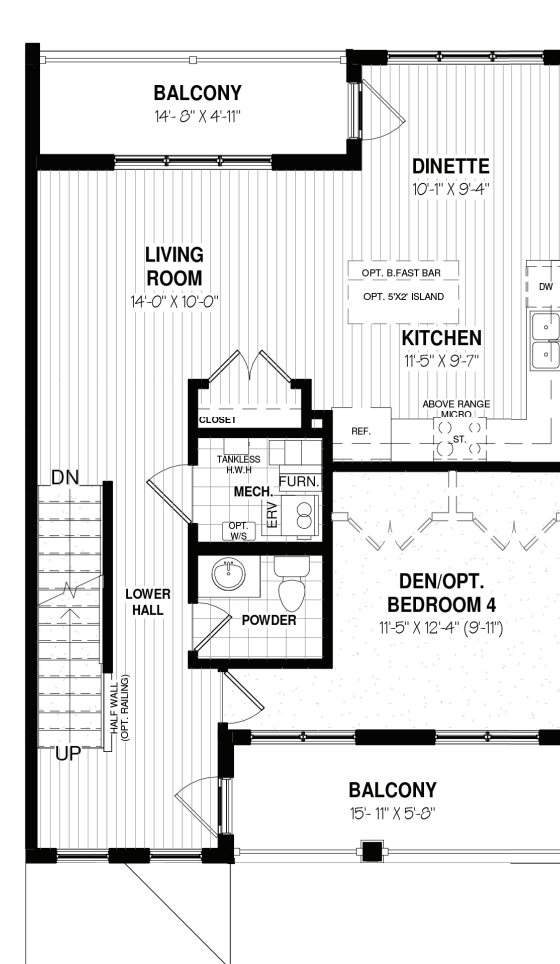 BALCONY
14'- 8" X 4'-11"
DINETTE
10'-1" X 9'-4"
LIVING
ROOM
14'-0" X 10'-0"
OPT. B.FAST BAR
OPT. 5'X2' ISLAND
DW
KITCHEN
11'-5" X 9'-7"
ABOVE RANGE
MICRO.
CLOSET
REF.
ST.
TANKLESS
H.W.H
MECH.
FURN.
ERV
OPT.
W/S
DN
LOWER
HALL
POWDER
DEN/OPT.
BEDROOM 4
11'-5" X 12'-4" (9'-11")
HALF WALL
(OPT. RAILING)
UP
BALCONY
15'- 11" X 5'-8"